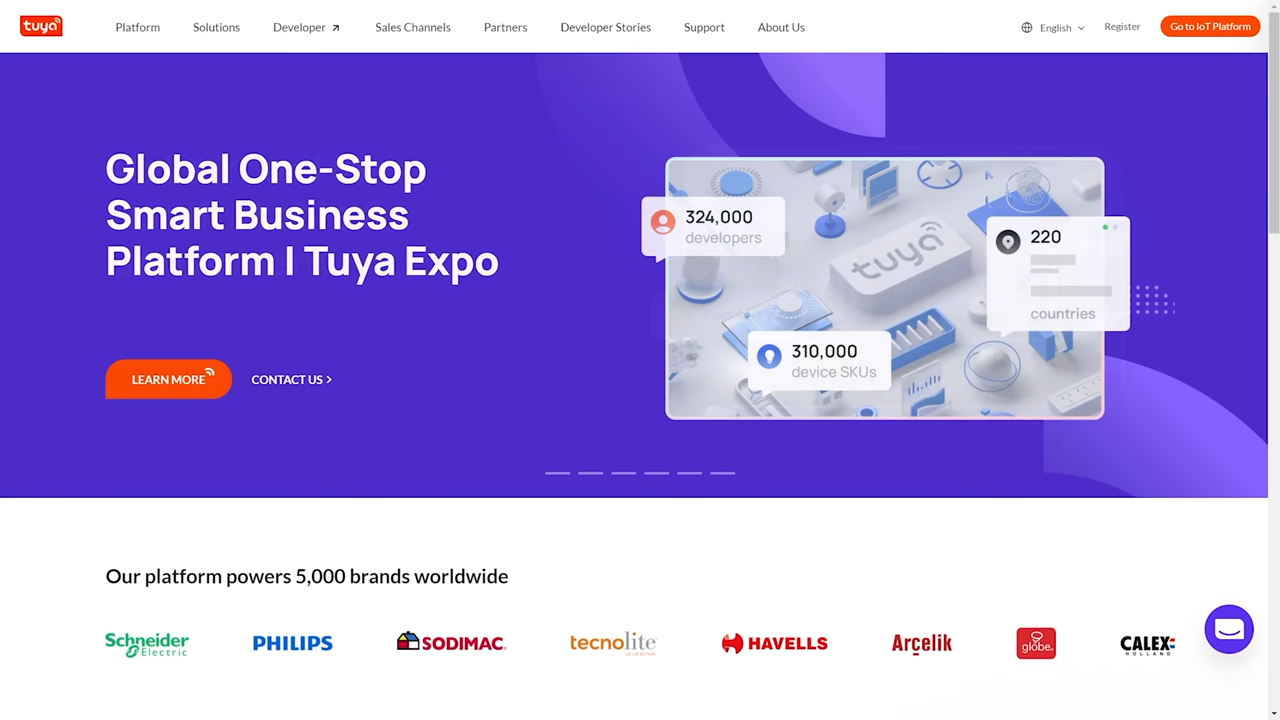 tuya
Platform
Solutions
Developer
Sales Channels
Partners
Developer Stories
Support
About Us
English
Register
Go to IoT Platform
Global One-Stop
Smart Business
Platform | Tuya Expo
LEARN MORE
CONTACT US >
324,000
developers
tuya
220
countries
310,000
device SKUs
Our platform powers 5,000 brands worldwide
Schneider
Electric
PHILIPS
SODIMAC
tecnolite
HAVELLS
Arçelik
globe
CALEX
HOLLAND